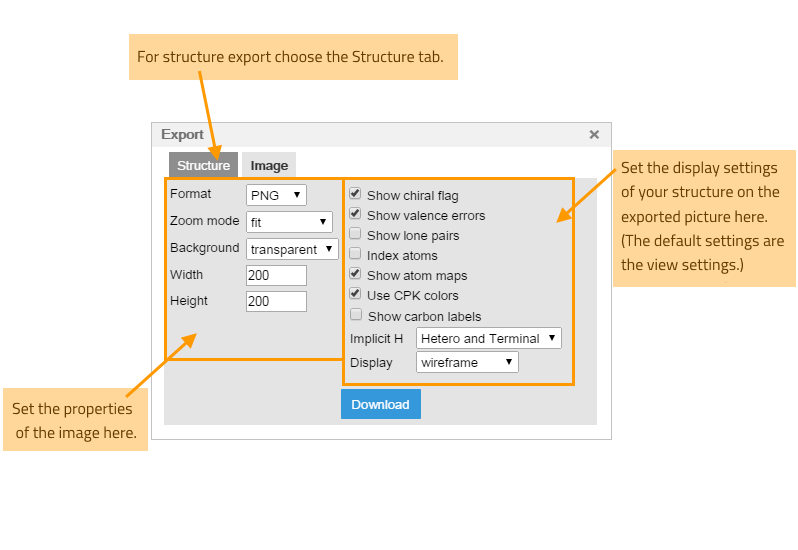 For structure export choose the Structure tab.
Export
Structure
Image
Format
PNG
Zoom mode
fit
Background
transparent
Width
200
Height
200
Show chiral flag
Show valence errors
Show lone pairs
Index atoms
Show atom maps
Use CPK colors
Show carbon labels
Implicit H
Hetero and Terminal
Display
wireframe
Download
Set the display settings
of your structure on the
exported picture here.
(The default settings are
the view settings.)
Set the properties
of the image here.